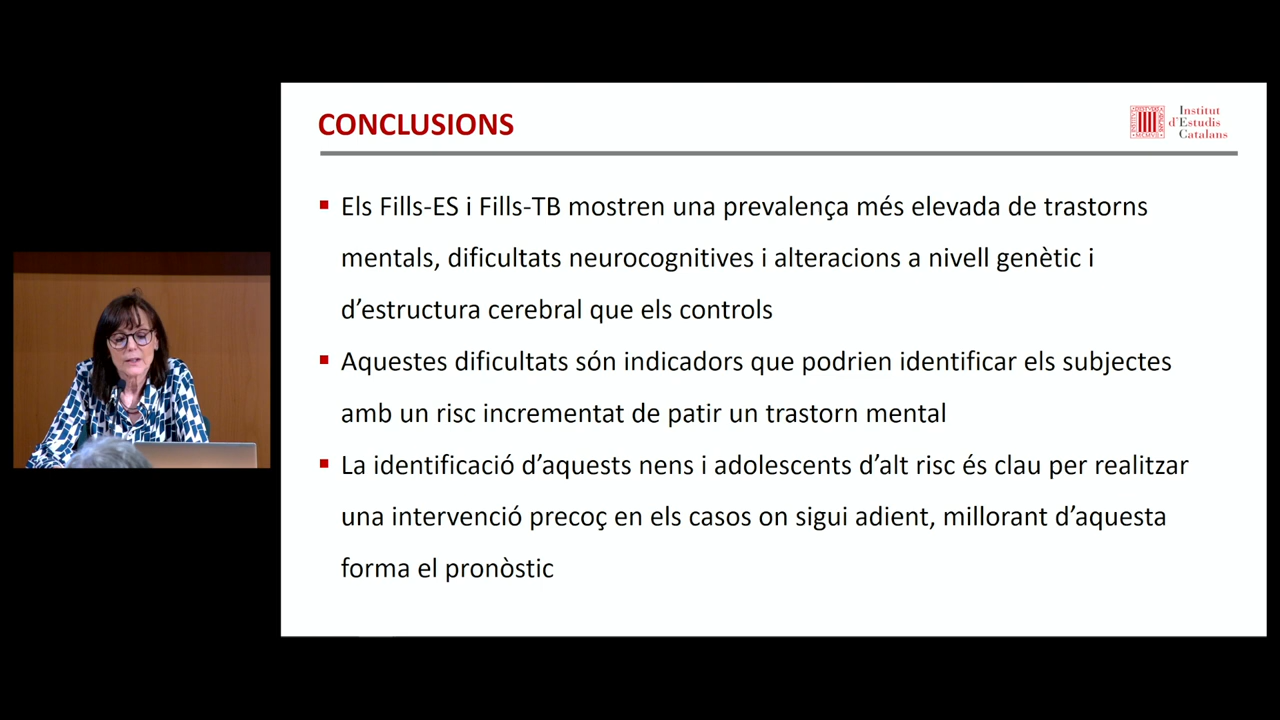 CONCLUSIONS
Institut
d'Estudis
Catalans
Els Fills-ES i Fills-TB mostren una prevalença més elevada de trastorns
mentals, dificultats neurocognitives i alteracions a nivell genètic i
d'estructura cerebral que els controls
Aquestes dificultats són indicadors que podrien identificar els subjectes
amb un risc incrementat de patir un trastorn mental
La identificació d'aquests nens i adolescents d'alt risc és clau per realitzar
una intervenció precoç en els casos on sigui adient, millorant d'aquesta
forma el pronòstic